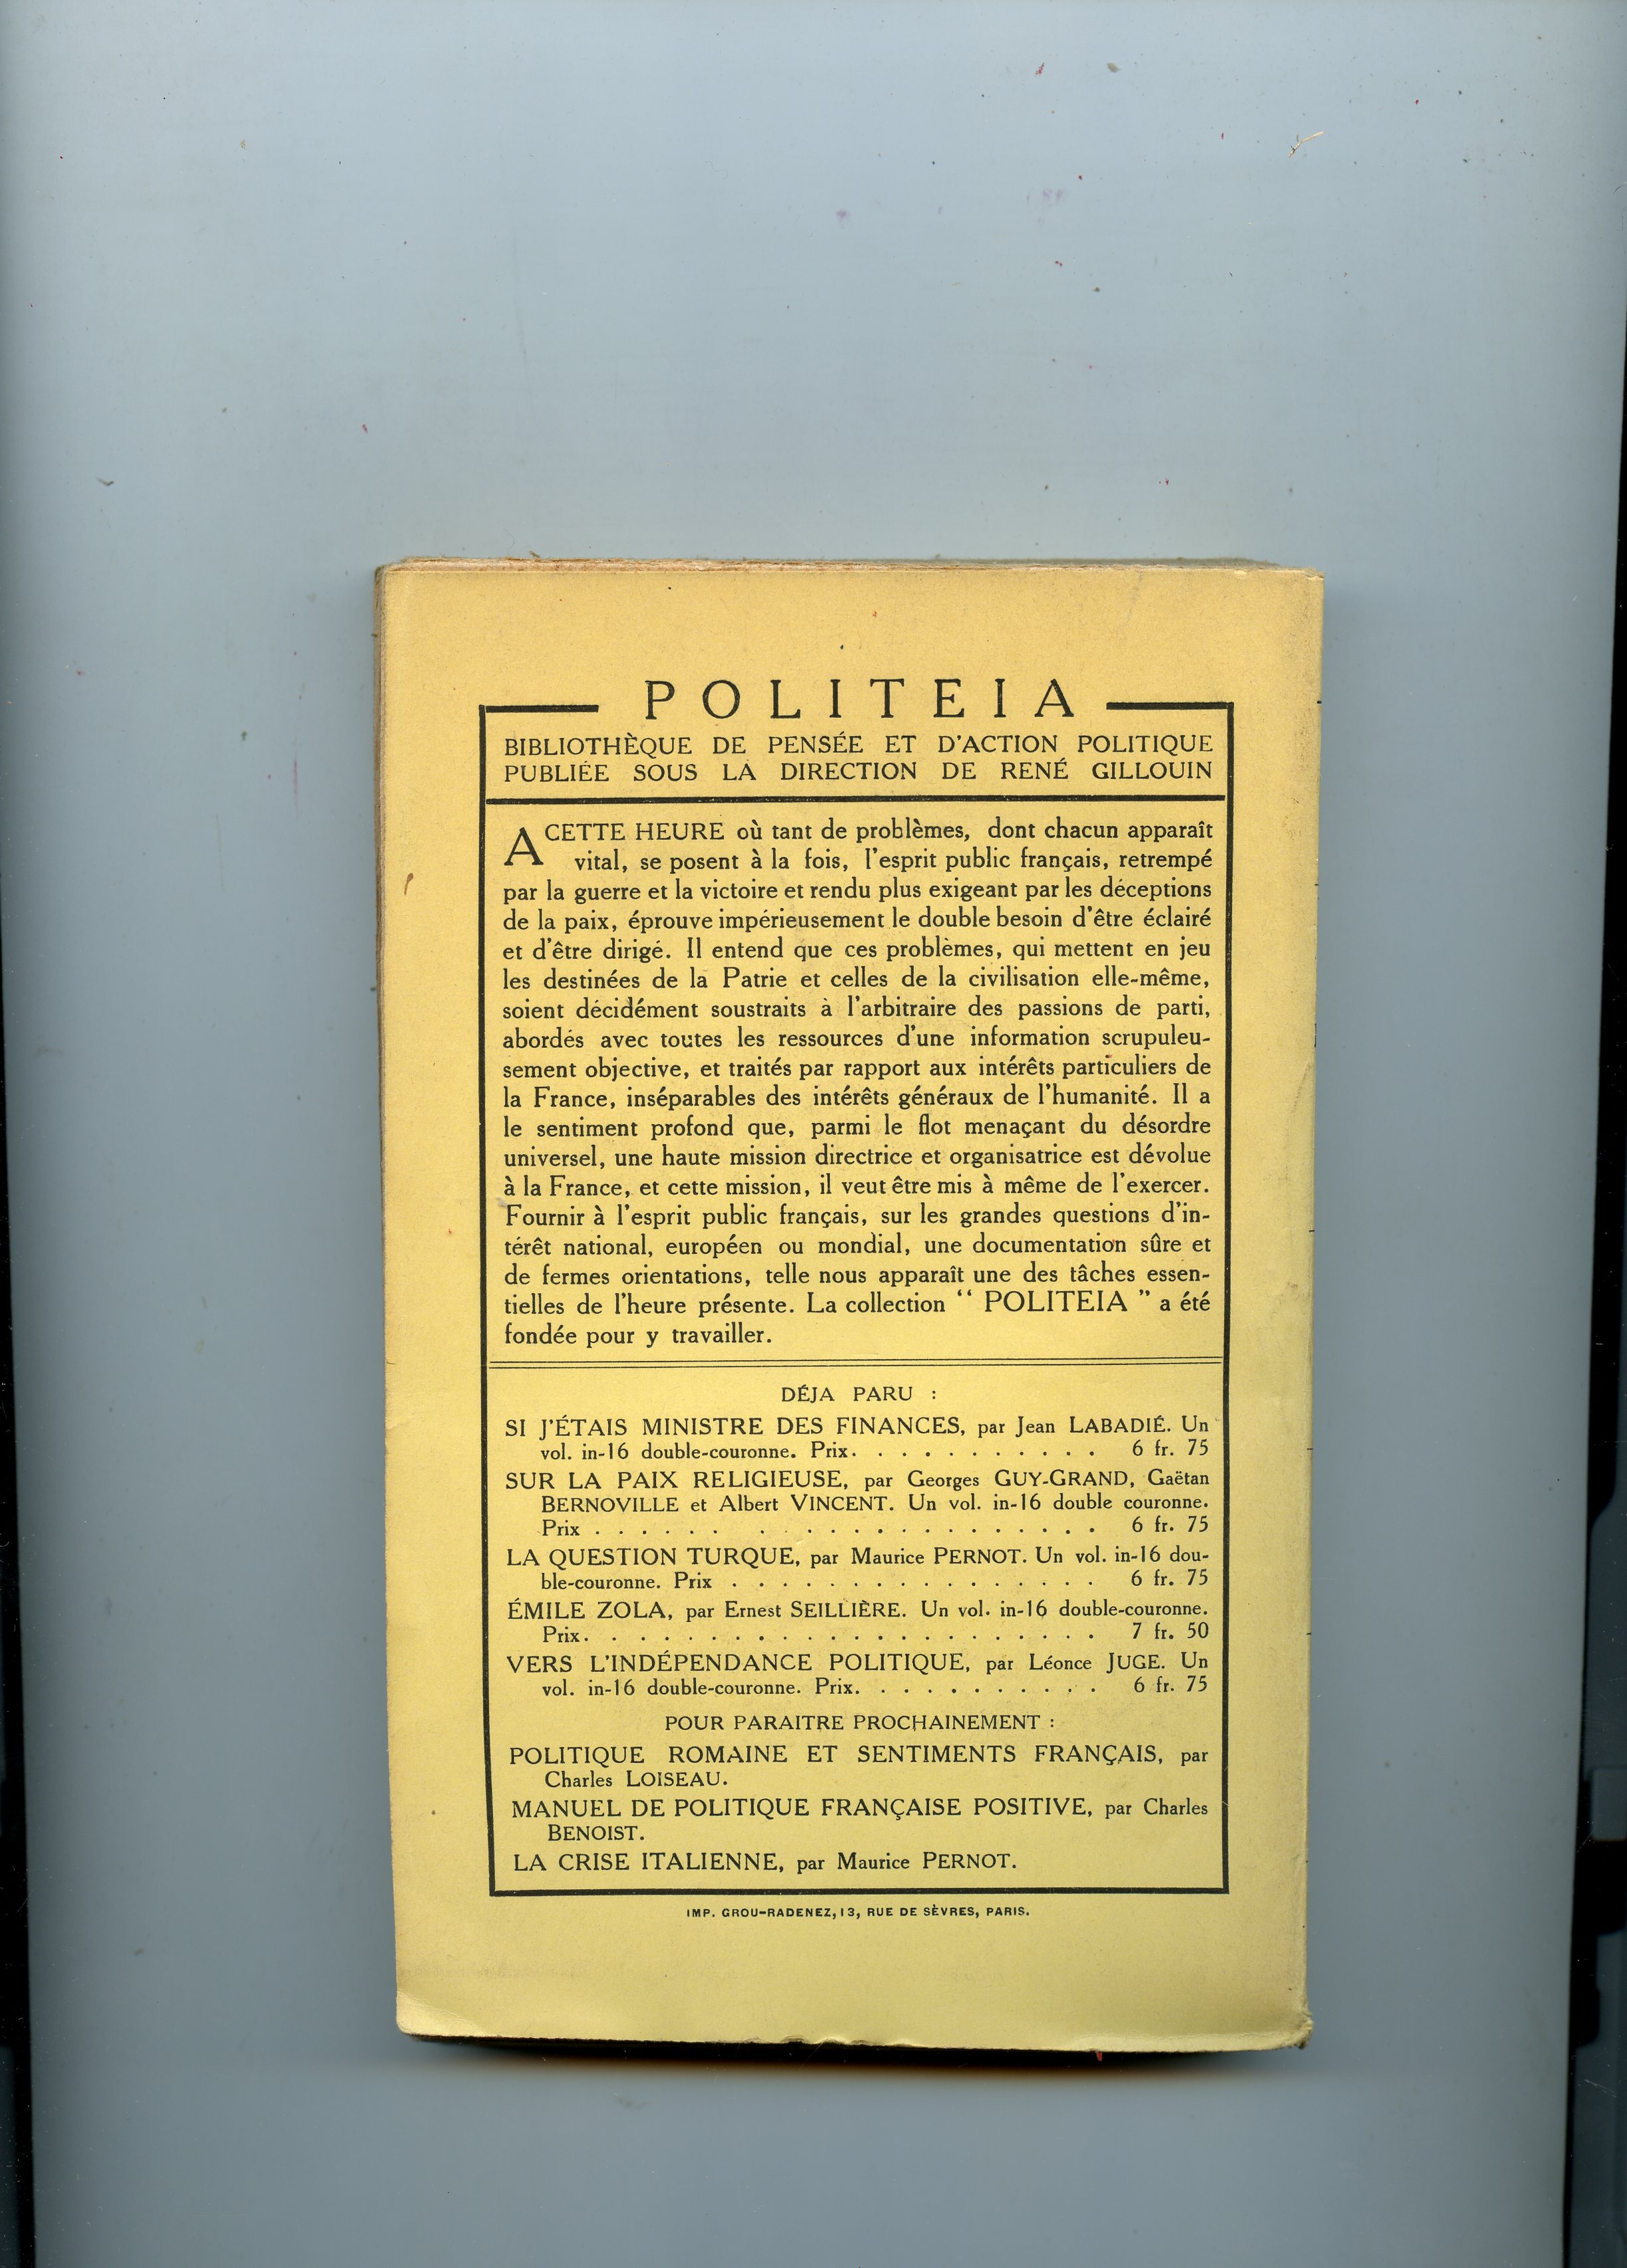 POLITEIA
BIBLIOTHÈQUE DE PENSÉE ET D'ACTION POLITIQUE
PUBLIÉE SOUS LA DIRECTION DE RENÉ GILLOUIN
A CETTE HEURE où tant de problèmes, dont chacun apparaît
vital, se posent à la fois, l'esprit public français, retrempé
par la guerre et la victoire et rendu plus exigeant par les déceptions
de la paix, éprouve impérieusement le double besoin d'être éclairé
et d'être dirigé. Il entend que ces problèmes, qui mettent en jeu
les destinées de la Patrie et celles de la civilisation elle-même,
soient décidément soustraits à l'arbitraire des passions de parti,
abordés avec toutes les ressources d'une information scrupuleu-
sement objective, et traités par rapport aux intérêts particuliers de
la France, inséparables des intérêts généraux de l'humanité. Il a
le sentiment profond que, parmi le flot menaçant du désordre
universel, une haute mission directrice et organisatrice est dévolue
à la France, et cette mission, il veut être mis à même de l'exercer.
Fournir à l'esprit public français, sur les grandes questions d'in-
térêt national, européen ou mondial, une documentation sûre et
de fermes orientations, telle nous apparaît une des tâches essen-
tielles de l'heure présente. La collection “ POLITEIA ” a été
fondée pour y travailler.
DÉJA PARU :
SI J'ÉTAIS MINISTRE DES FINANCES, par Jean LABADIÉ. Un
vol. in-16 double-couronne. Prix. . . . . . . . . . . 6 fr. 75
SUR LA PAIX RELIGIEUSE, par Georges GUY-GRAND, Gaëtan
BERNOVILLE et Albert VINCENT. Un vol. in-16 double couronne.
Prix . . . . . . . . . . . . . . . . . . . . . 6 fr. 75
LA QUESTION TURQUE, par Maurice PERNOT. Un vol. in-16 dou-
ble-couronne. Prix . . . . . . . . . . . . . . . . 6 fr. 75
ÉMILE ZOLA, par Ernest SEILLIÈRE. Un vol. in-16 double-couronne.
Prix. . . . . . . . . . . . . . . . . . . . . . 7 fr. 50
VERS L'INDÉPENDANCE POLITIQUE, par Léonce JUGE. Un
vol. in-16 double-couronne. Prix. . . . . . . . . . . 6 fr. 75
POUR PARAITRE PROCHAINEMENT :
POLITIQUE ROMAINE ET SENTIMENTS FRANÇAIS, par
Charles LOISEAU.
MANUEL DE POLITIQUE FRANÇAISE POSITIVE, par Charles
BENOIST.
LA CRISE ITALIENNE, par Maurice PERNOT.
IMP. GROU-RADENEZ, 13, RUE DE SÈVRES, PARIS.